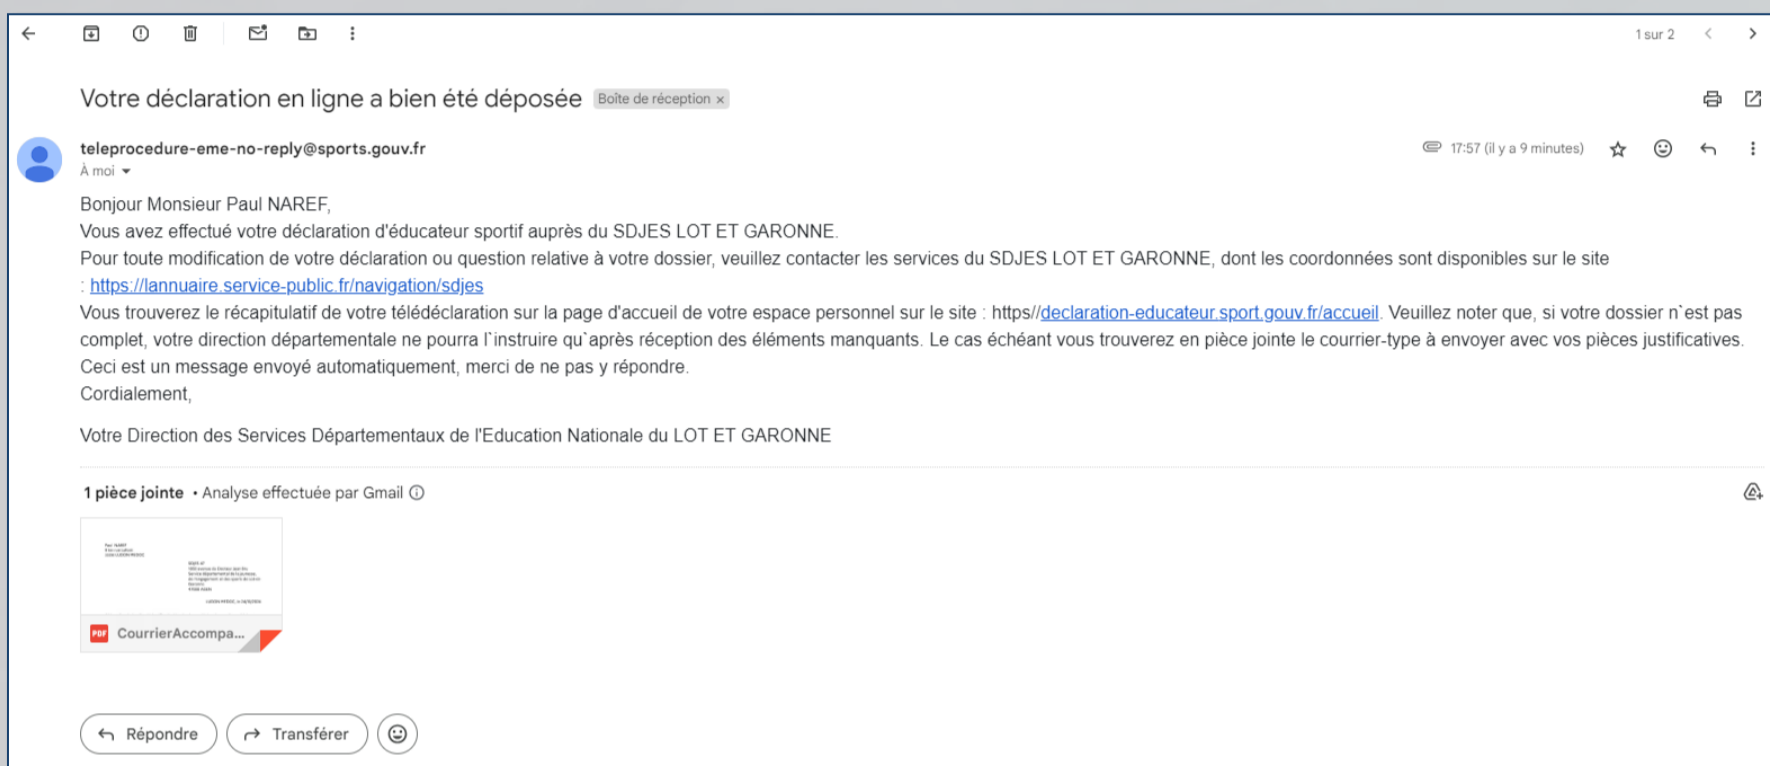 1 sur 2
Votre déclaration en ligne a bien été déposée Boîte de réception ×
teleprocedure-eme-no-reply@sports.gouv.fr
17:57 (il y a 9 minutes)
À moi
Bonjour Monsieur Paul NAREF,
Vous avez effectué votre déclaration d'éducateur sportif auprès du SDJES LOT ET GARONNE.
Pour toute modification de votre déclaration ou question relative à votre dossier, veuillez contacter les services du SDJES LOT ET GARONNE, dont les coordonnées sont disponibles sur le site
: https://lannuaire.service-public.fr/navigation/sdjes
Vous trouverez le récapitulatif de votre télédéclaration sur la page d'accueil de votre espace personnel sur le site : https//declaration-educateur.sport.gouv.fr/accueil. Veuillez noter que, si votre dossier n`est pas
complet, votre direction départementale ne pourra l`instruire qu`après réception des éléments manquants. Le cas échéant vous trouverez en pièce jointe le courrier-type à envoyer avec vos pièces justificatives.
Ceci est un message envoyé automatiquement, merci de ne pas y répondre.
Cordialement,
Votre Direction des Services Départementaux de l'Education Nationale du LOT ET GARONNE
1 pièce jointe • Analyse effectuée par Gmail
Paul NAREF
PDF CourrierAccompa...
Répondre Transférer